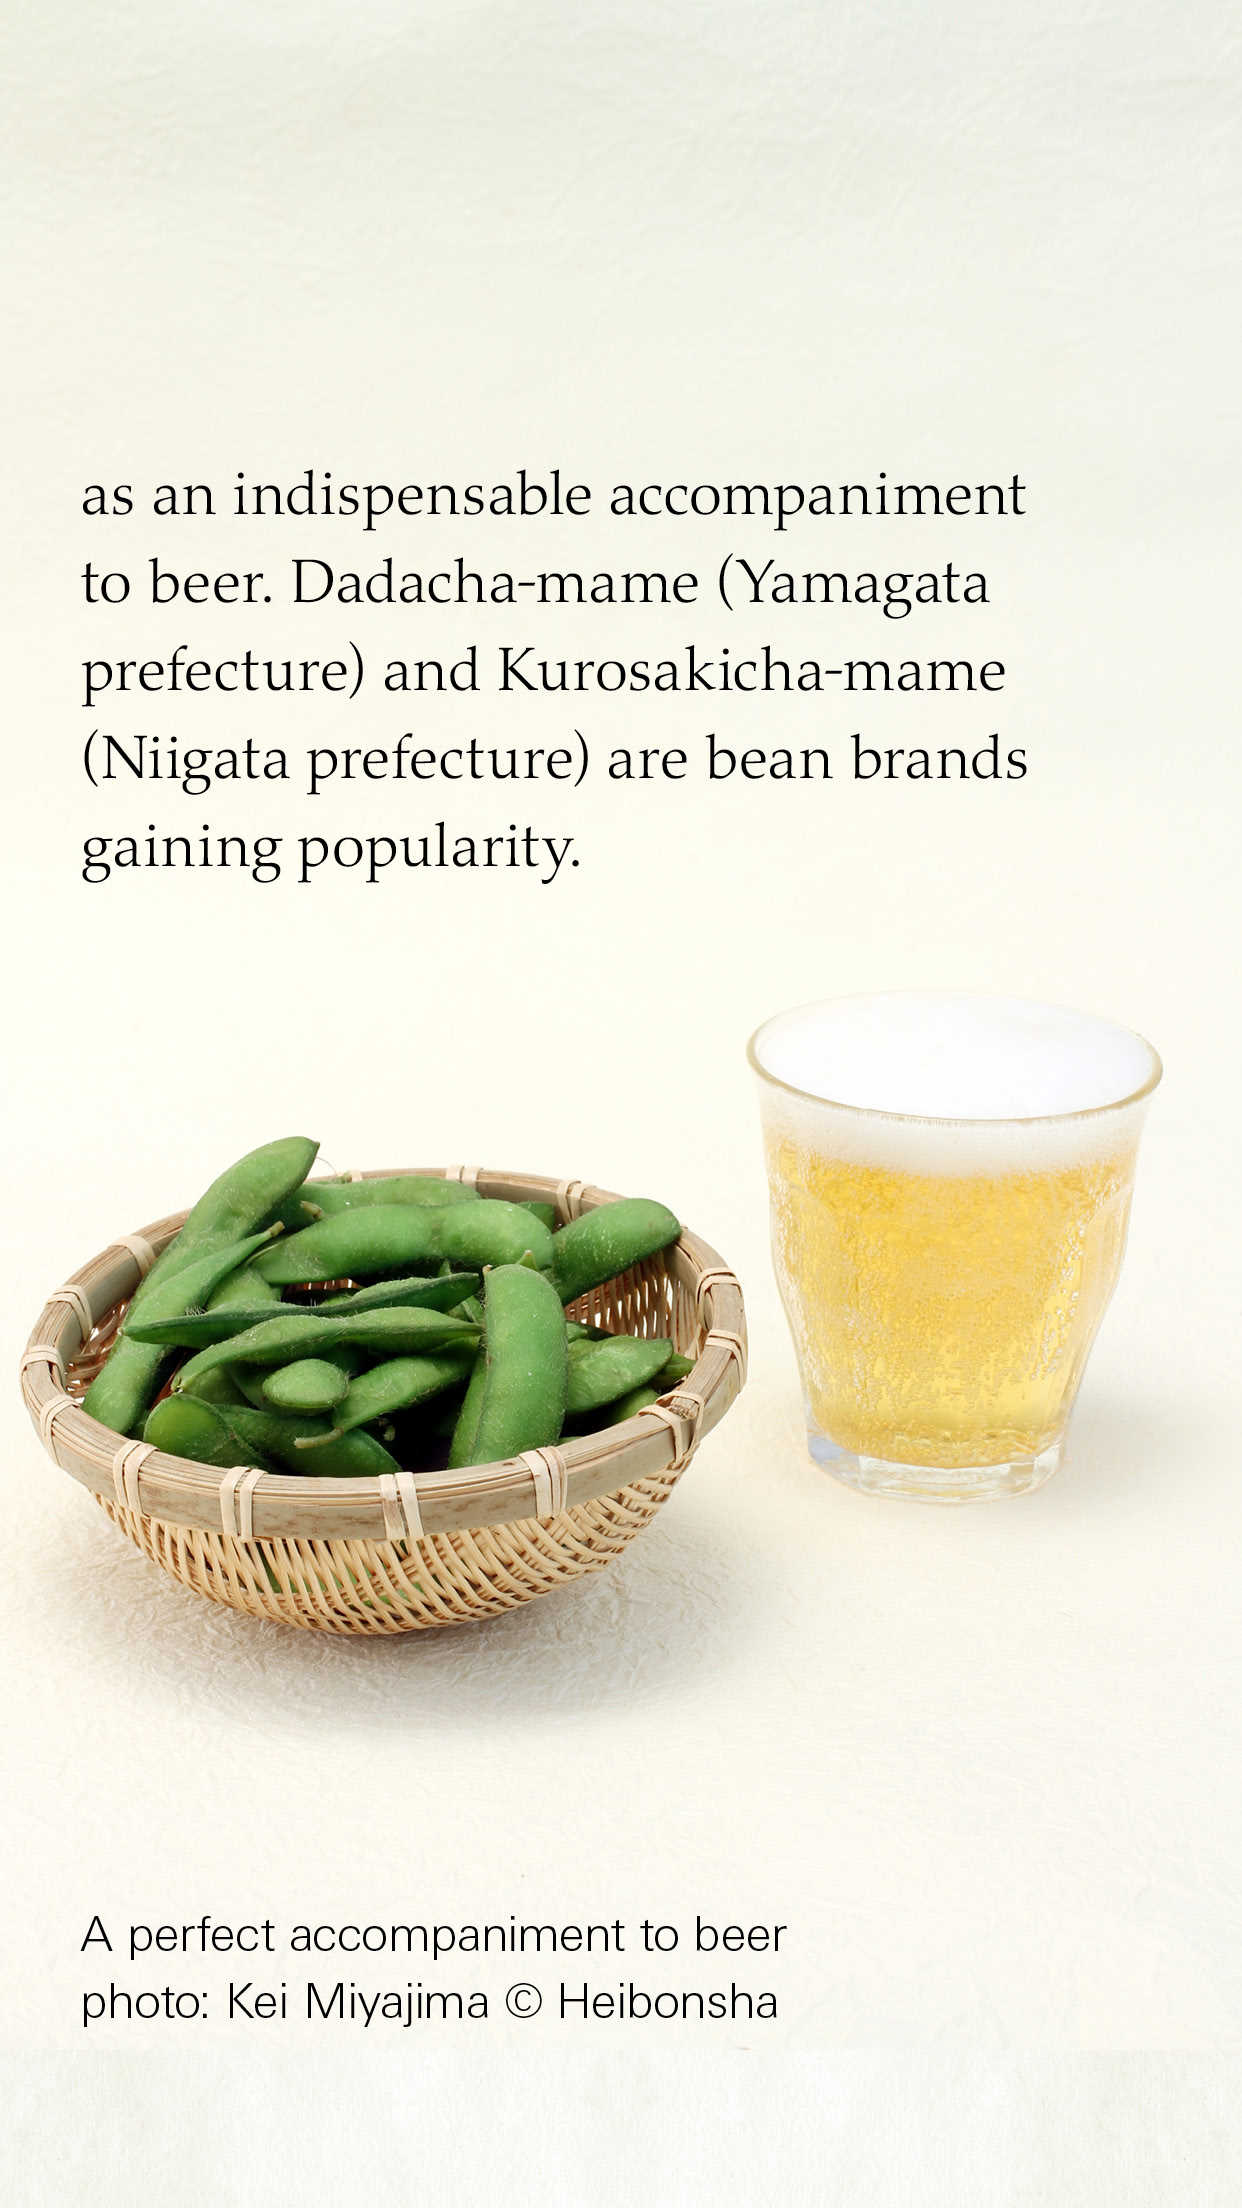 as an indispensable accompaniment
to beer. Dadacha-mame (Yamagata
prefecture) and Kurosakicha-mame
(Niigata prefecture) are bean brands
gaining popularity.
A perfect accompaniment to beer
photo: Kei Miyajima © Heibonsha